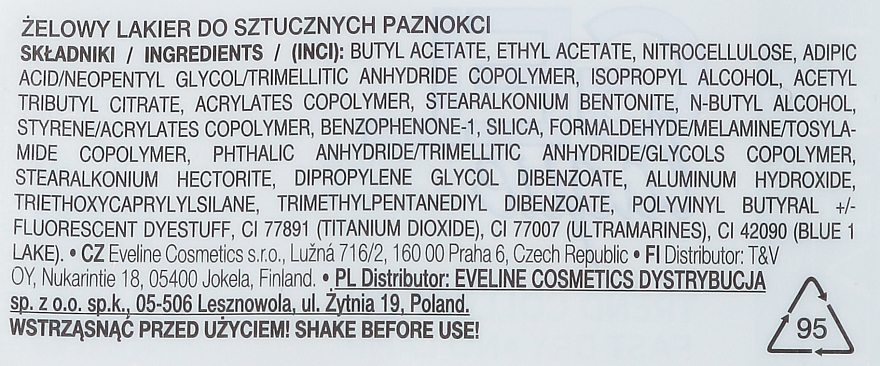 ŻELOWY LAKIER DO SZTUCZNYCH PAZNOKCI
SKŁADNIKI / INGREDIENTS / (INCI): BUTYL ACETATE, ETHYL ACETATE, NITROCELLULOSE, ADIPIC
ACID/NEOPENTYL GLYCOL/TRIMELLITIC ANHYDRIDE COPOLYMER, ISOPROPYL ALCOHOL, ACETYL
TRIBUTYL CITRATE, ACRYLATES COPOLYMER, STEARALKONIUM BENTONITE, N-BUTYL ALCOHOL,
STYRENE/ACRYLATES COPOLYMER, BENZOPHENONE-1, SILICA, FORMALDEHYDE/MELAMINE/TOSYLA-
MIDE COPOLYMER, PHTHALIC ANHYDRIDE/TRIMELLITIC ANHYDRIDE/GLYCOLS COPOLYMER,
STEARALKONIUM HECTORITE, DIPROPYLENE GLYCOL DIBENZOATE, ALUMINUM HYDROXIDE,
TRIETHOXYCAPRYLYLSILANE, TRIMETHYLPENTANEDIYL DIBENZOATE, POLYVINYL BUTYRAL +/-
FLUORESCENT DYESTUFF, CI 77891 (TITANIUM DIOXIDE), CI 77007 (ULTRAMARINES), CI 42090 (BLUE 1
LAKE). • CZ Eveline Cosmetics s.r.o., Lužná 716/2, 160 00 Praha 6, Czech Republic • FI Distributor: T&V
OY, Nukarintie 18, 05400 Jokela, Finland. • PL Distributor: EVELINE COSMETICS DYSTRYBUCJA
sp. z o.o. sp.k., 05-506 Lesznowola, ul. Żytnia 19, Poland.
WSTRZĄSNĄĆ PRZED UŻYCIEM! SHAKE BEFORE USE!
95